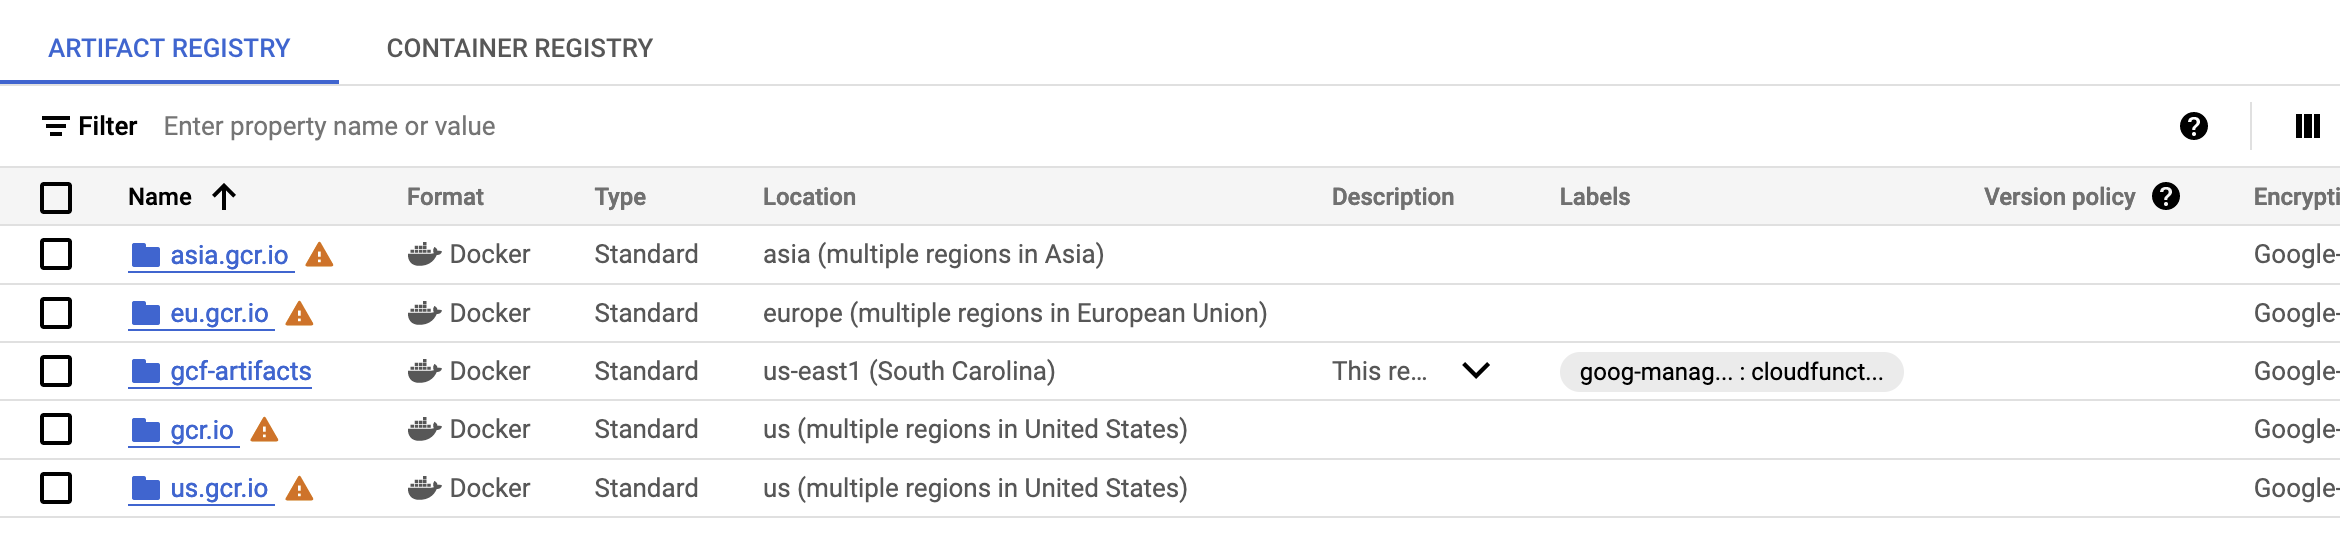 ARTIFACT REGISTRY CONTAINER REGISTRY
Filter Enter property name or value
Name Format Type Location Description Labels Version policy Encrypti
asia.gcr.io Docker Standard asia (multiple regions in Asia) Google-
eu.gcr.io Docker Standard europe (multiple regions in European Union) Google-
gcf-artifacts Docker Standard us-east1 (South Carolina) This re... goog-manag... : cloudfunct... Google-
gcr.io Docker Standard us (multiple regions in United States) Google-
us.gcr.io Docker Standard us (multiple regions in United States) Google-